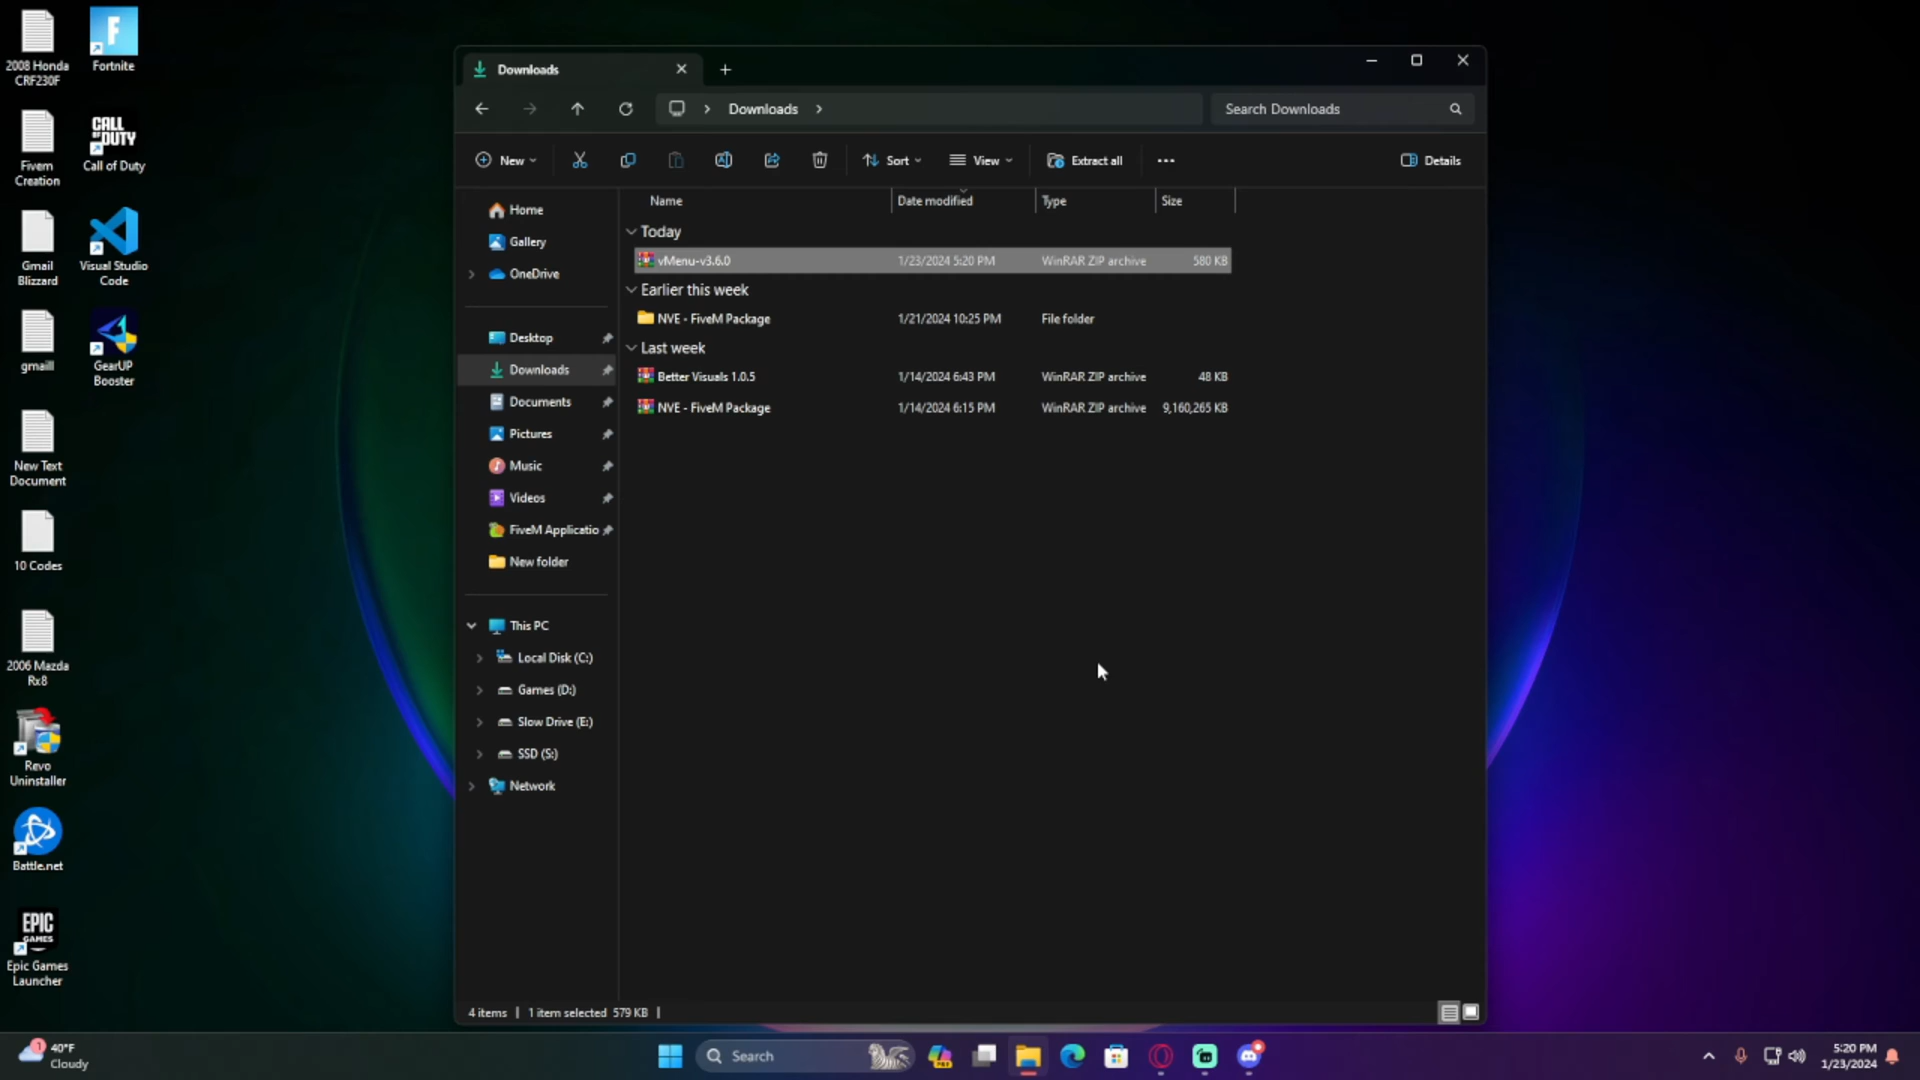 2008 Honda
CRF230F
Fortnite
Fivem
Creation
CALL OF DUTY
Call of Duty
Gmail
Blizzard
Visual Studio
Code
gmaill
GearUP
Booster
New Text
Document
10 Codes
2006 Mazda
Rx8
Revo
Uninstaller
Battle.net
EPIC
GAMES
Epic Games
Launcher
Downloads
Downloads
Search Downloads
New
Sort
View
Extract all
Details
Home
Gallery
OneDrive
Desktop
Downloads
Documents
Pictures
Music
Videos
FiveM Applicatio
New folder
This PC
Local Disk (C:)
Games (D:)
Slow Drive (E:)
SSD (S:)
Network
Name Date modified Type Size
Today
vMenu-v3.6.0 1/23/2024 5:20 PM WinRAR ZIP archive 580 KB
Earlier this week
NVE - FiveM Package 1/21/2024 10:25 PM File folder
Last week
Better Visuals 1.0.5 1/14/2024 6:43 PM WinRAR ZIP archive 48 KB
NVE - FiveM Package 1/14/2024 6:15 PM WinRAR ZIP archive 9,160,265 KB
4 items 1 item selected 579 KB
1
40°F
Cloudy
Search
5:20 PM
1/23/2024